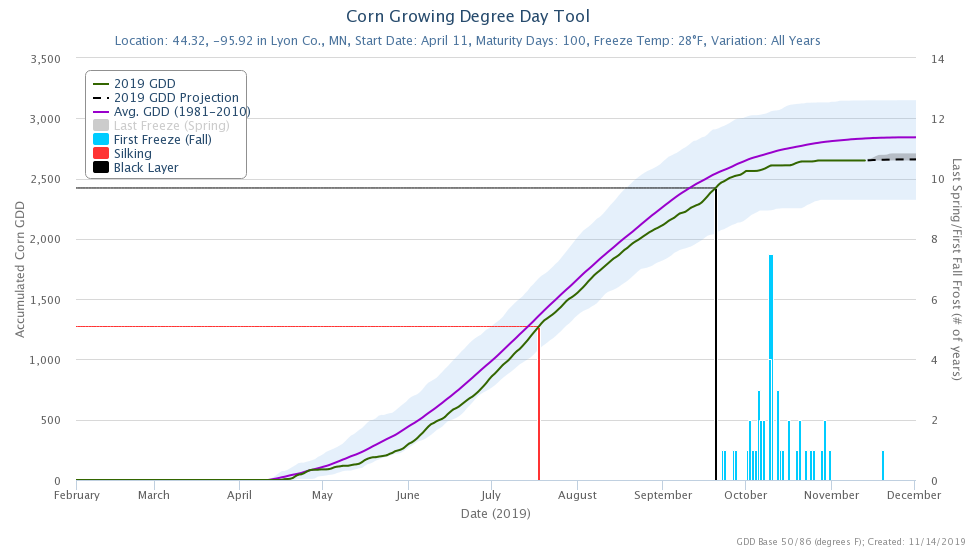 Corn Growing Degree Day Tool
Location: 44.32, -95.92 in Lyon Co., MN, Start Date: April 11, Maturity Days: 100, Freeze Temp: 28°F, Variation: All Years
3,500
3,000
2,500
2,000
1,500
1,000
500
0
Accumulated Corn GDD
2019 GDD
2019 GDD Projection
Avg. GDD (1981-2010)
Last Freeze (Spring)
First Freeze (Fall)
Silking
Black Layer
14
12
10
8
6
4
2
0
Last Spring/First Fall Frost (# of years)
February March April May June July August September October November December
Date (2019)
GDD Base 50/86 (degrees F); Created: 11/14/2019